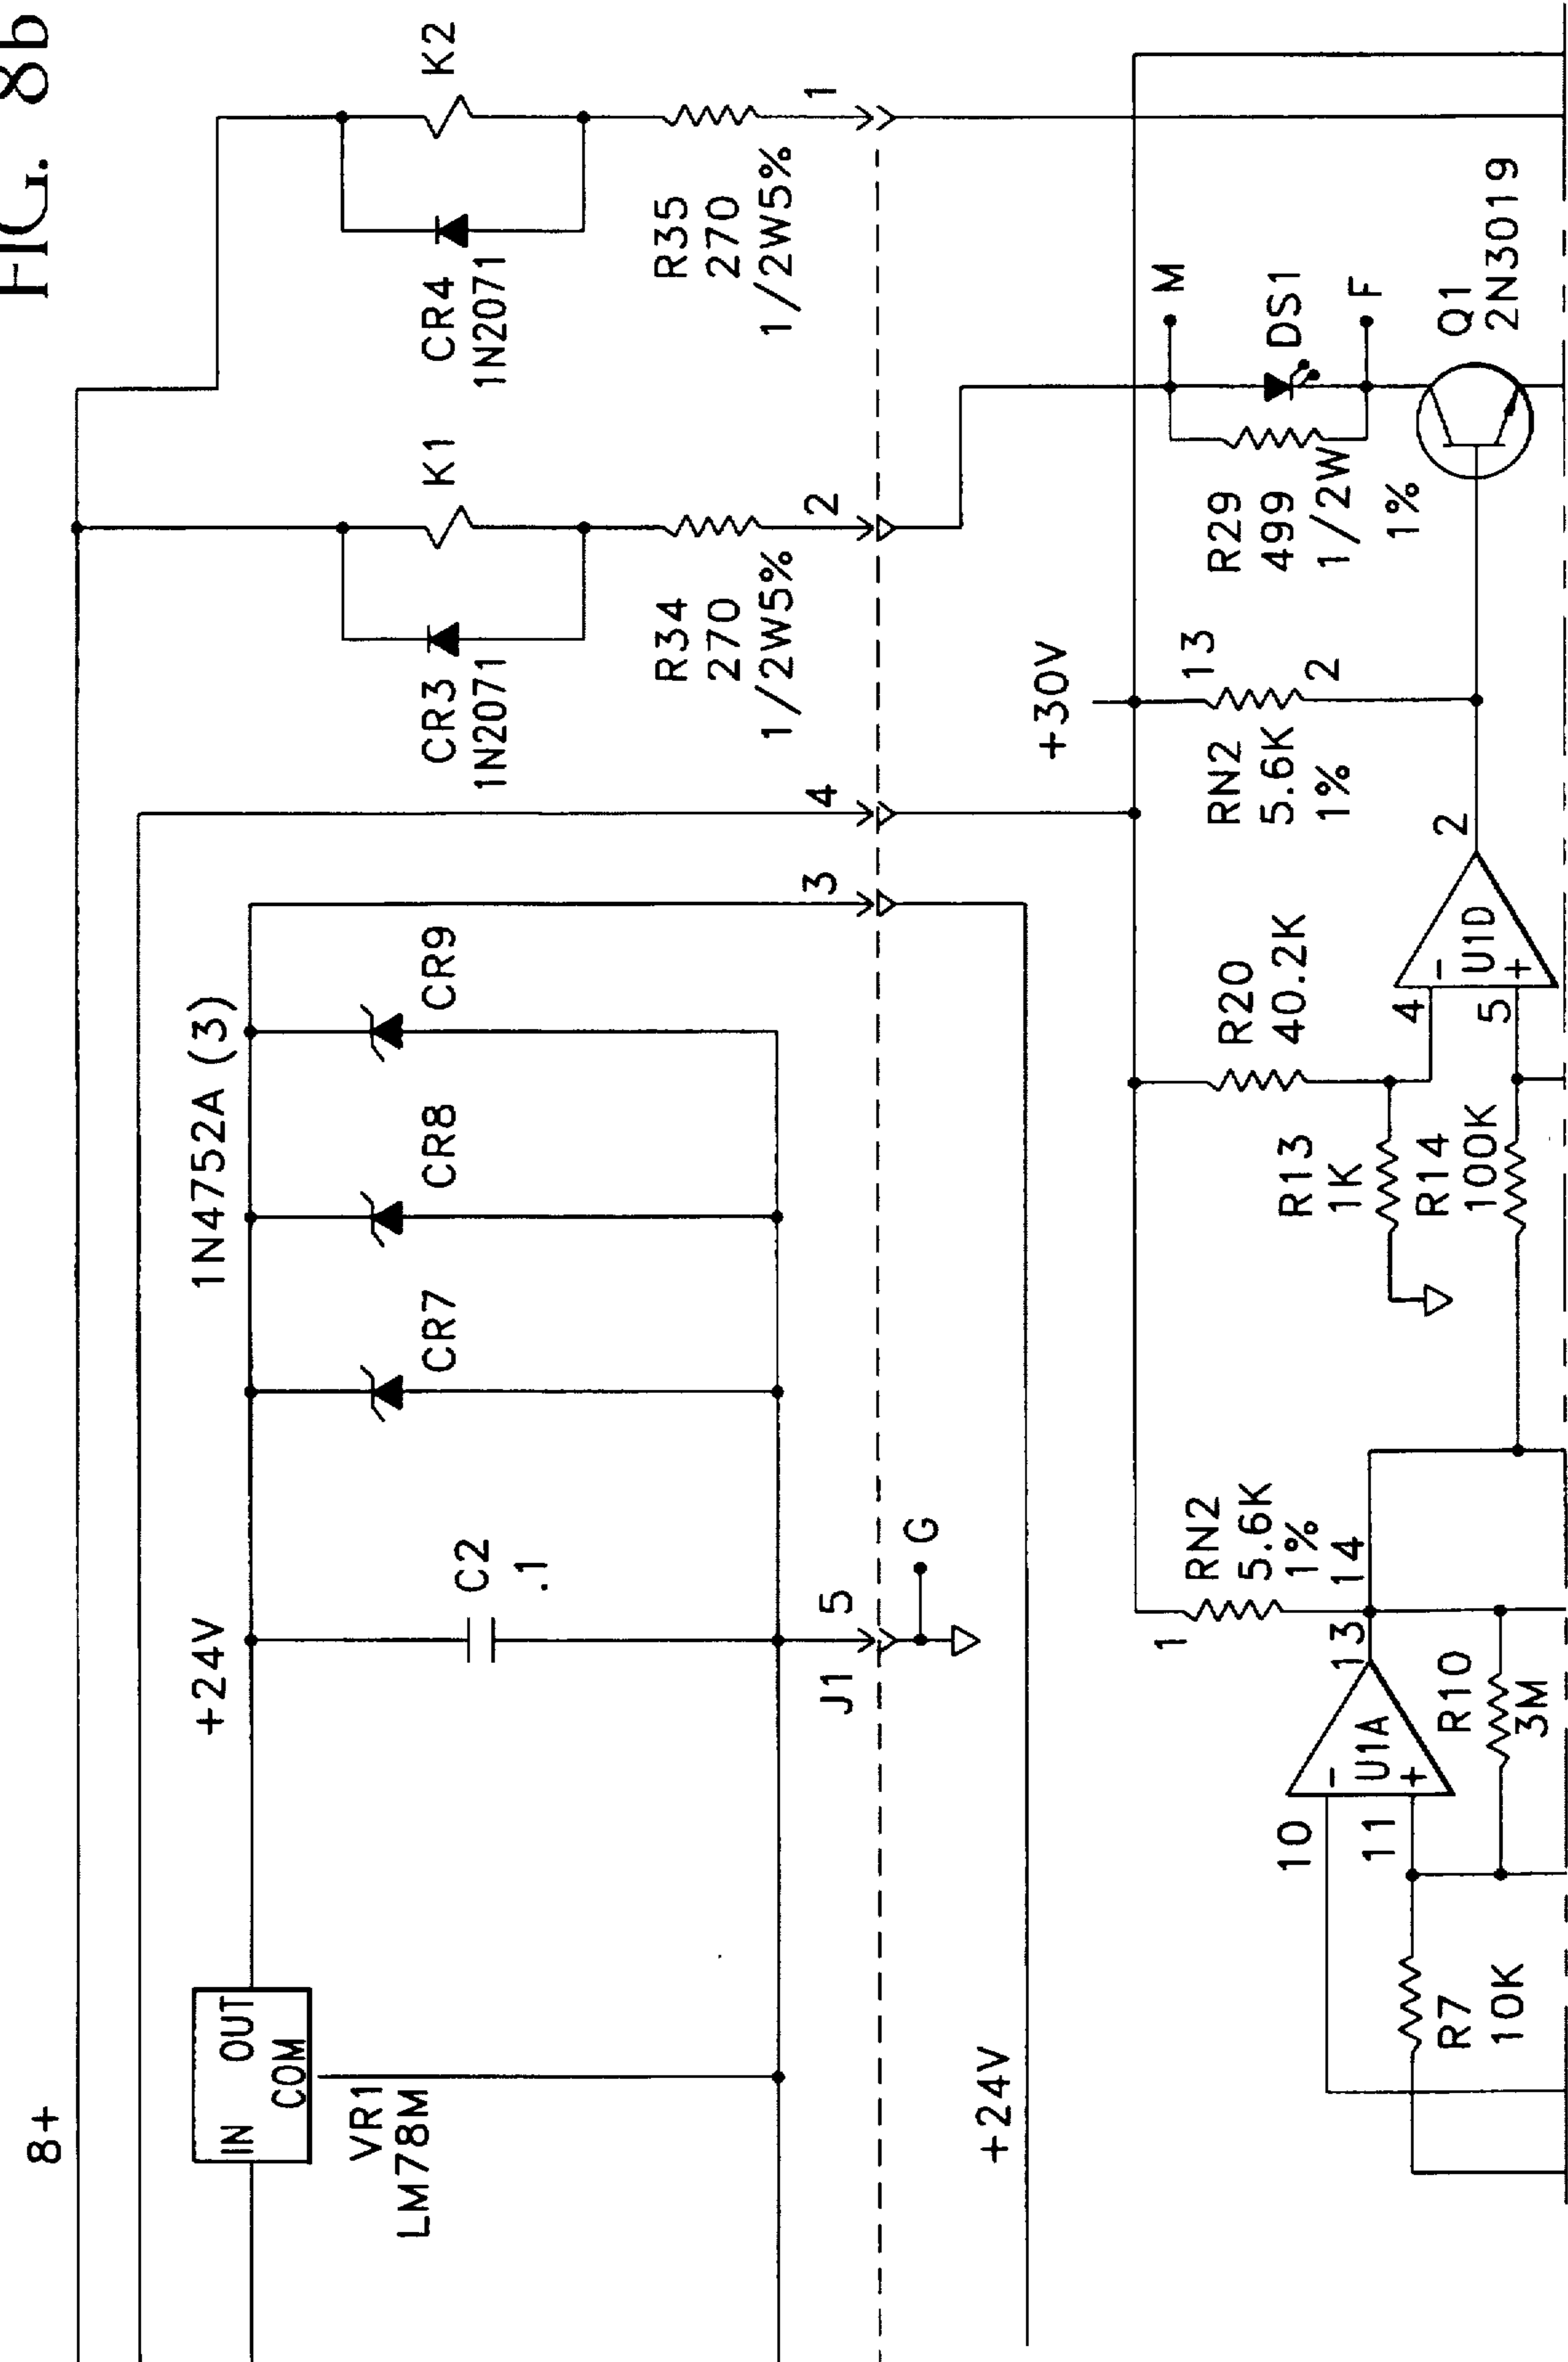 FIG. 8b
8+
+24V
1N4752A (3)
IN OUT
COM
VR1
LM78M
C2
.1
CR7
CR8
CR9
CR3
1N2071
K1
CR4
1N2071
K2
R34
270
1/2W5%
R35
270
1/2W5%
J1 5
3
4
2
1
G
+24V
+30V
1
RN2
5.6K
1%
14
13
10
11
-
U1A
+
R10
3M
R7
10K
R13
1K
R14
100K
R20
40.2K
4
5
-
U1D
+
2
RN2
5.6K
1%
13
2
R29
499
1/2W
1%
M
DS1
F
Q1
2N3019